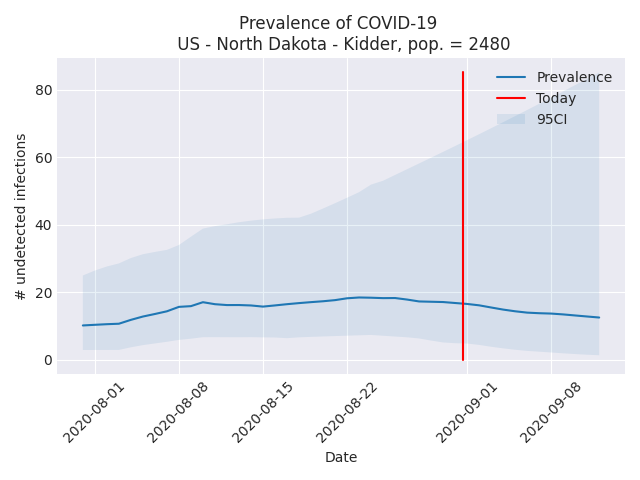 Prevalence of COVID-19
US - North Dakota - Kidder, pop. = 2480
Prevalence
Today
95CI
# undetected infections
80
60
40
20
0
2020-08-01
2020-08-08
2020-08-15
2020-08-22
2020-09-01
2020-09-08
Date